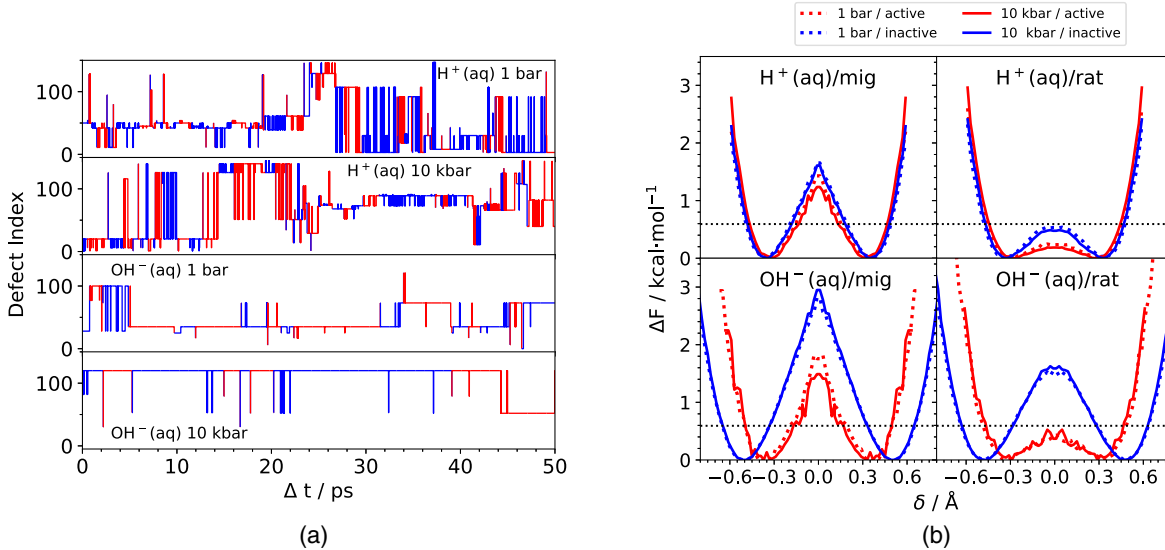 1 bar / active
10 kbar / active
1 bar / inactive
10 kbar / inactive
Defect Index
H⁺(aq) 1 bar
100
0
H⁺(aq) 10 kbar
100
0
OH⁻(aq) 1 bar
100
0
100
OH⁻(aq) 10 kbar
0
0 10 20 30 40 50
Δ t / ps
(a)
ΔF / kcal·mol⁻¹
H⁺(aq)/mig
H⁺(aq)/rat
3
2
1
0
OH⁻(aq)/mig
OH⁻(aq)/rat
3
2
1
0
−0.6 −0.3 0.0 0.3 0.6 −0.6 −0.3 0.0 0.3 0.6
δ / Å
(b)